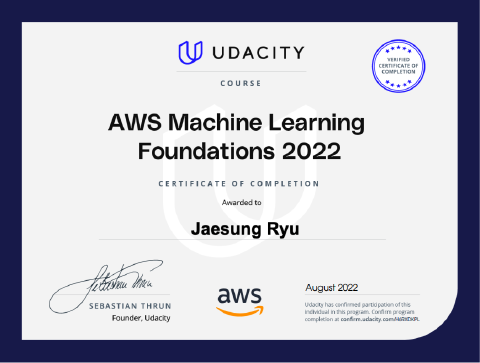 UDACITY
VERIFIED
CERTIFICATE OF
COMPLETION
COURSE
AWS Machine Learning
Foundations 2022
CERTIFICATE OF COMPLETION
Awarded to
Jaesung Ryu
Sebastian Thrun
SEBASTIAN THRUN
Founder, Udacity
aws
August 2022
Udacity has confirmed participation of this
individual in this program. Confirm program
completion at confirm.udacity.com/